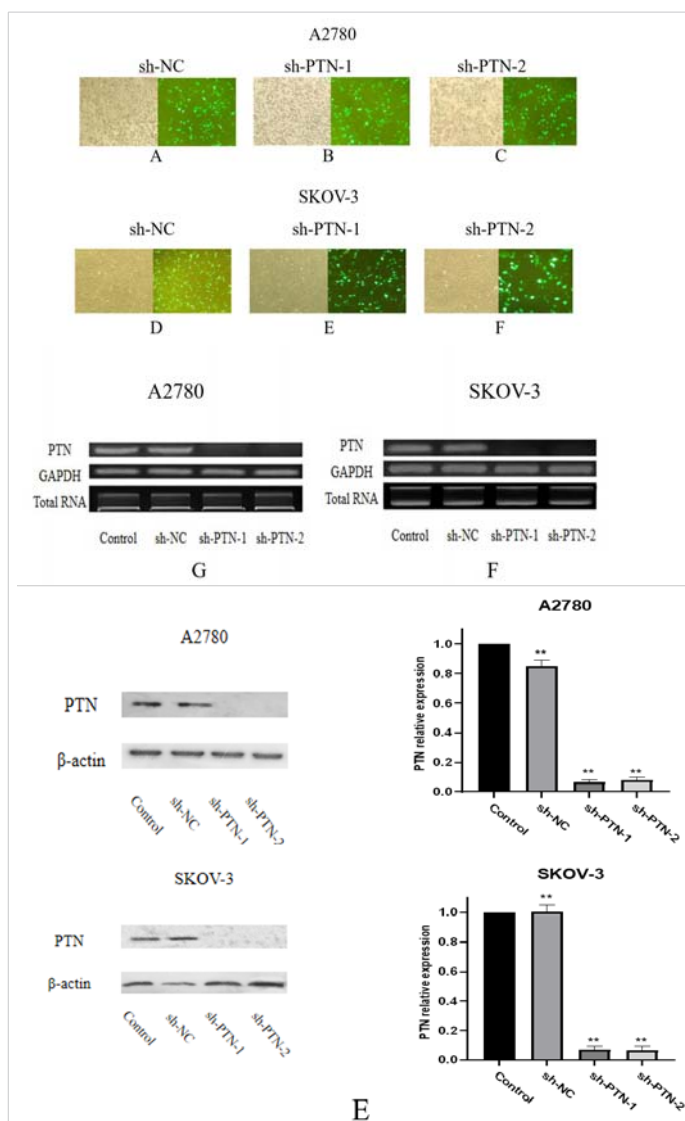 A2780
sh-NC sh-PTN-1 sh-PTN-2
A B C
SKOV-3
sh-NC sh-PTN-1 sh-PTN-2
D E F
A2780
PTN
GAPDH
Total RNA
Control sh-NC sh-PTN-1 sh-PTN-2
G
SKOV-3
PTN
GAPDH
Total RNA
Control sh-NC sh-PTN-1 sh-PTN-2
F
A2780
PTN
β-actin
Control sh-NC sh-PTN-1 sh-PTN-2
A2780
PTN relative expression
1.0
0.8
0.6
0.4
0.2
0.0
** ** **
Control sh-NC sh-PTN-1 sh-PTN-2
SKOV-3
PTN
β-actin
Control sh-NC sh-PTN-1 sh-PTN-2
SKOV-3
PTN relative expression
1.0
0.8
0.6
0.4
0.2
0.0
** ** **
Control sh-NC sh-PTN-1 sh-PTN-2
E